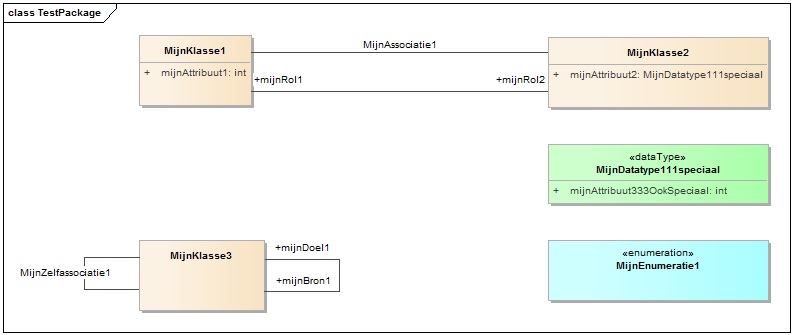 class TestPackage
MijnKlasse1
+ mijnAttribuut1: int
MijnAssociatie1
+mijnRol1
+mijnRol2
MijnKlasse2
+ mijnAttribuut2: MijnDatatype111speciaal
«dataType»
MijnDatatype111speciaal
+ mijnAttribuut333OokSpeciaal: int
MijnZelfassociatie1
MijnKlasse3
+mijnDoel1
+mijnBron1
«enumeration»
MijnEnumeratie1